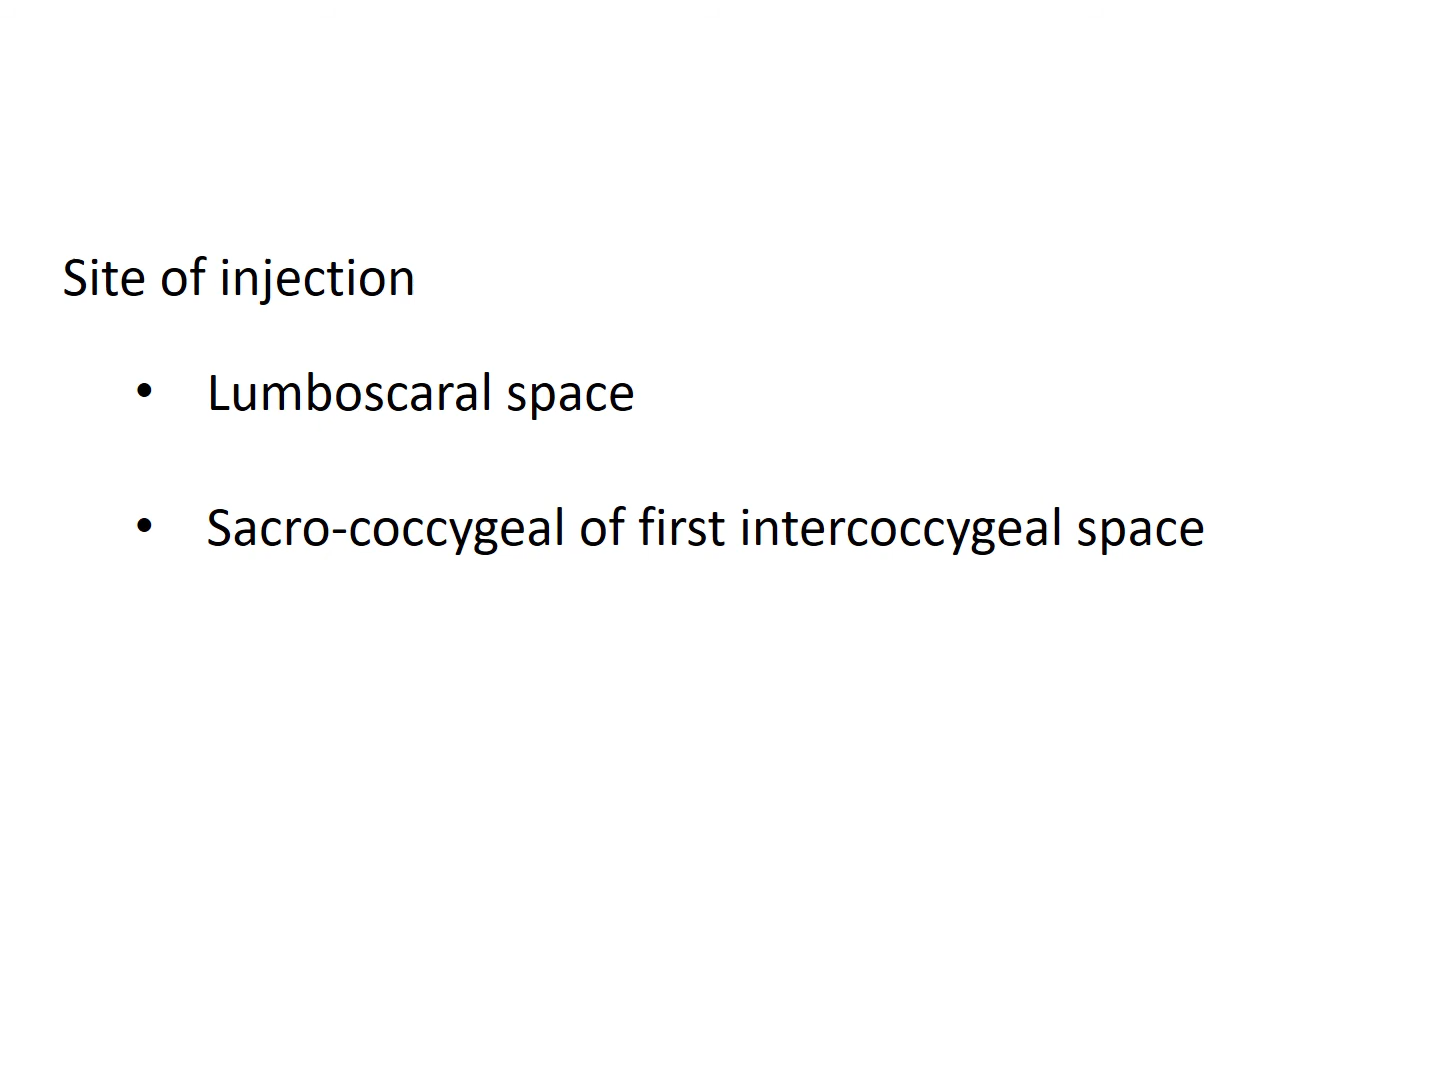 Site of injection
• Lumboscaral space
• Sacro-coccygeal of first intercoccygeal space